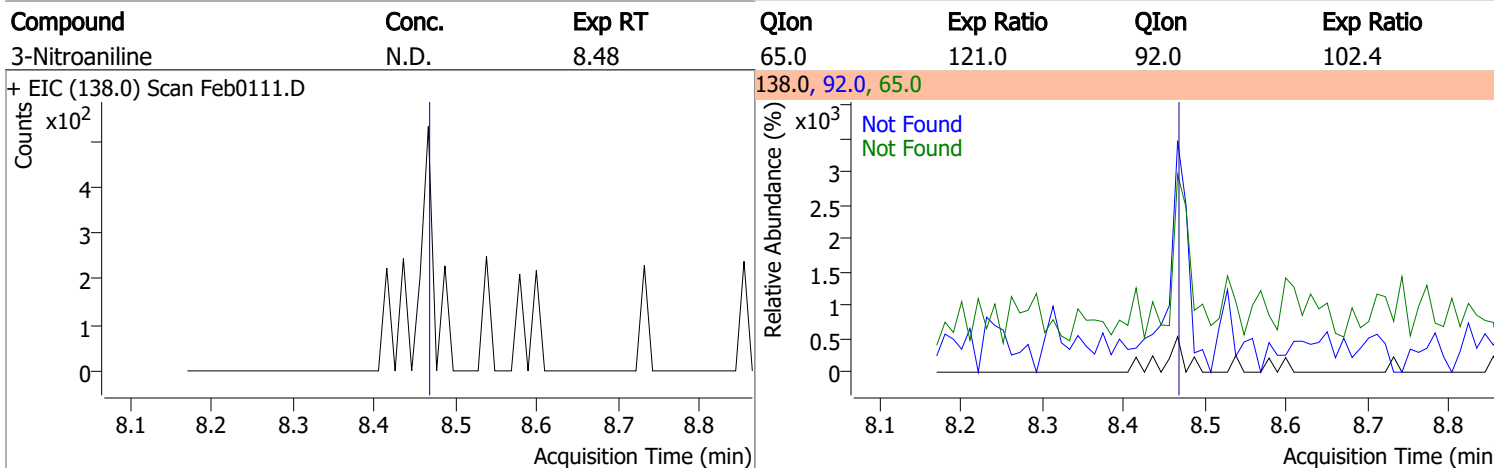 Compound Conc. Exp RT QIon Exp Ratio QIon Exp Ratio
3-Nitroaniline N.D. 8.48 65.0 121.0 92.0 102.4
+ EIC (138.0) Scan Feb0111.D
Counts
x10²
4
3
2
1
0
8.1 8.2 8.3 8.4 8.5 8.6 8.7 8.8
Acquisition Time (min)
138.0, 92.0, 65.0
Relative Abundance (%)
x10³
Not Found
Not Found
3
2.5
2
1.5
1
0.5
0
8.1 8.2 8.3 8.4 8.5 8.6 8.7 8.8
Acquisition Time (min